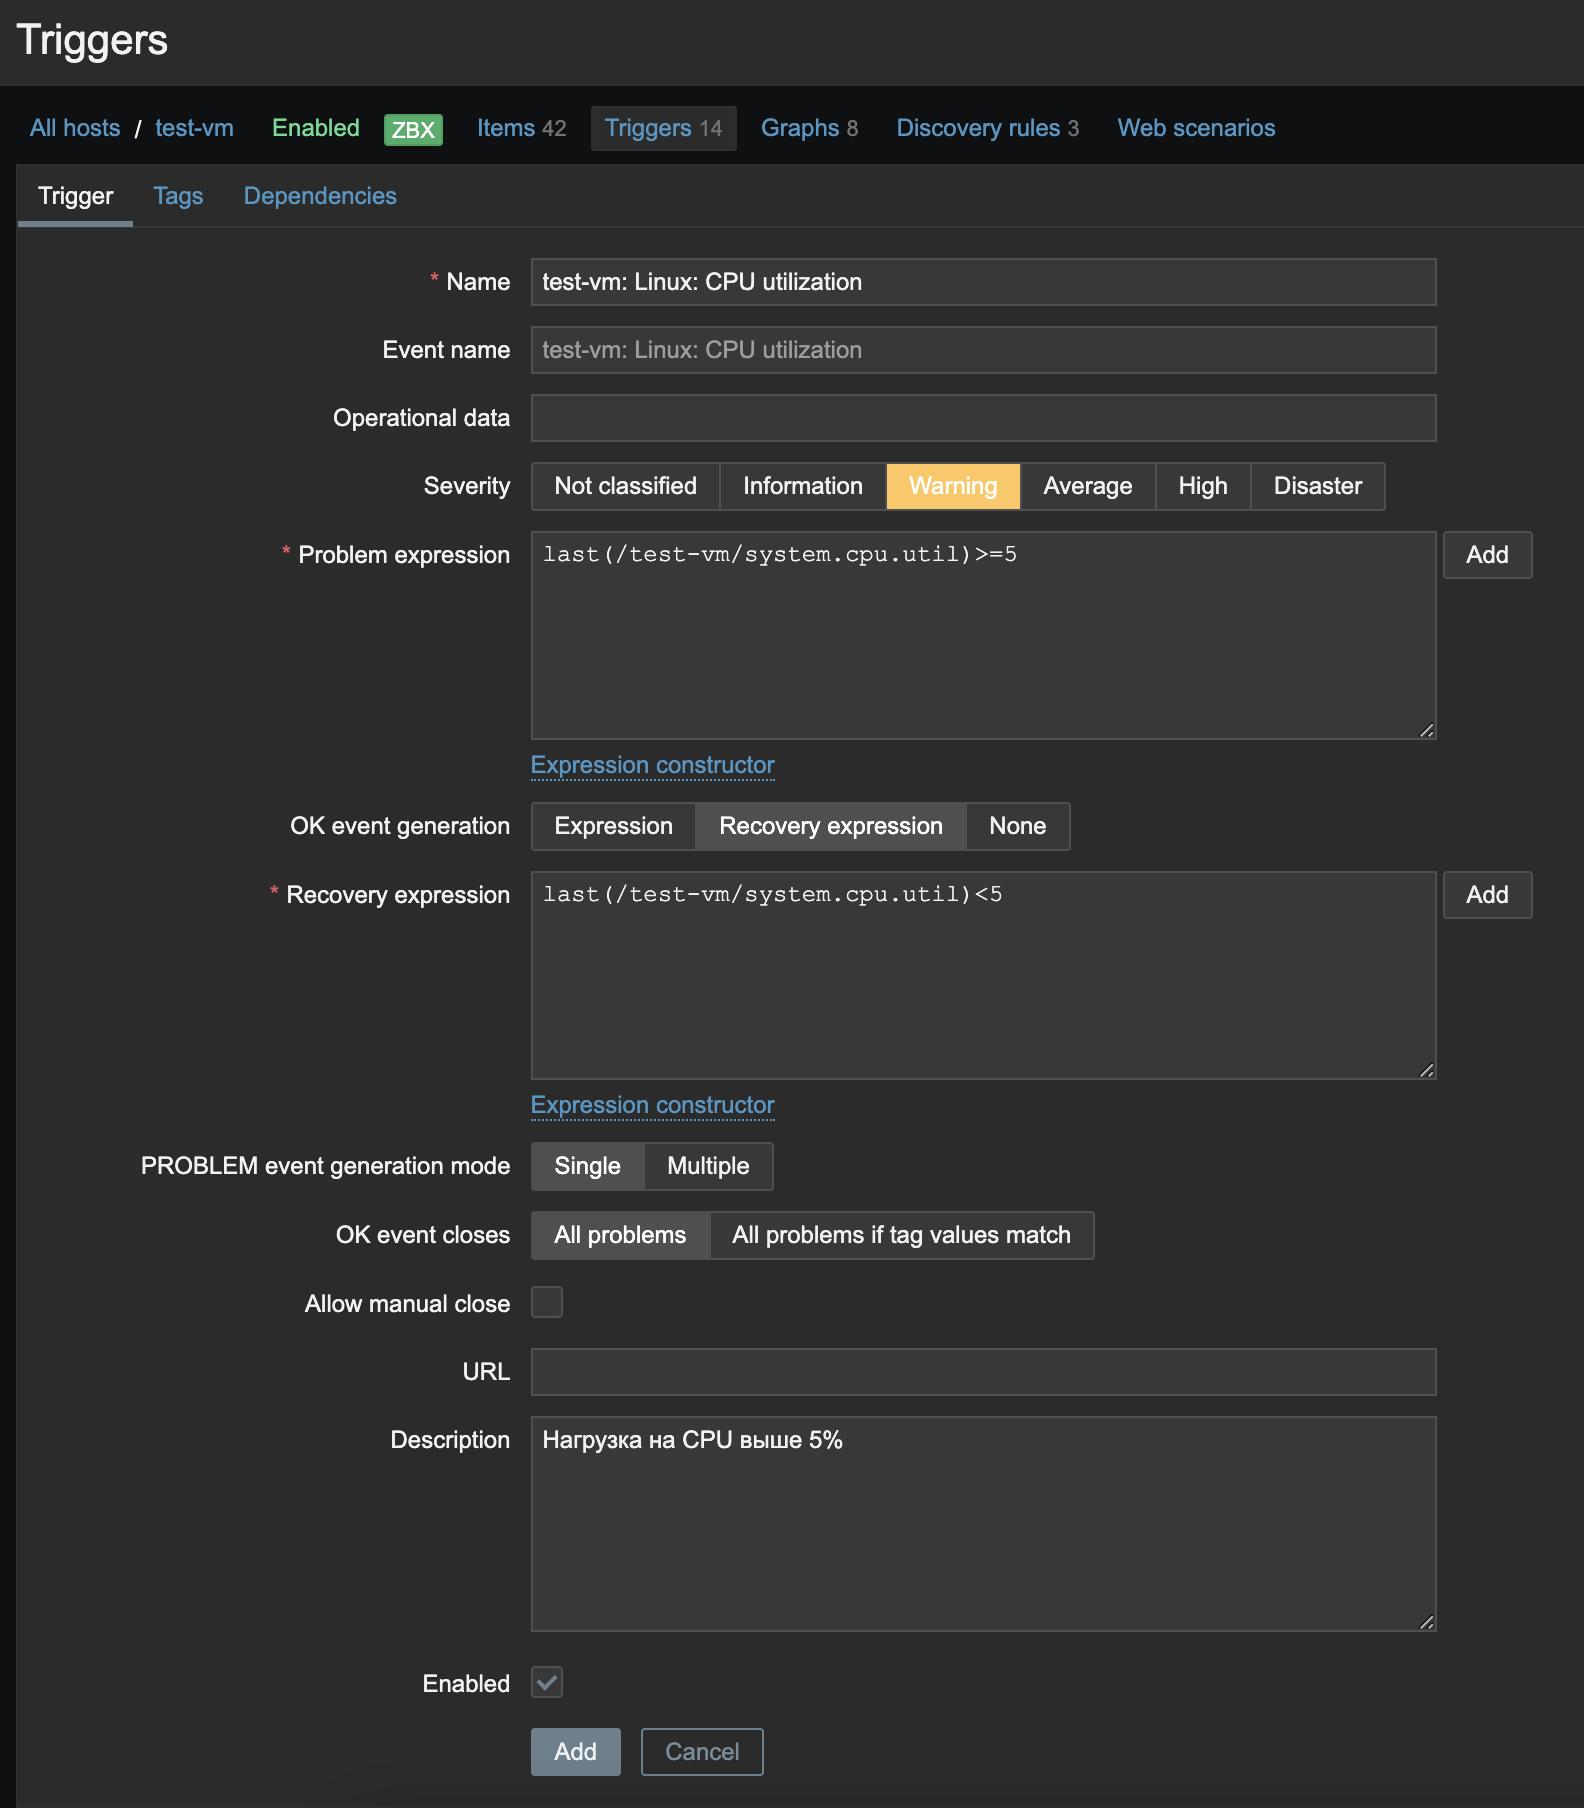 Triggers
All hosts / test-vm Enabled ZBX Items 42 Triggers 14 Graphs 8 Discovery rules 3 Web scenarios
Trigger Tags Dependencies
* Name test-vm: Linux: CPU utilization
Event name test-vm: Linux: CPU utilization
Operational data
Severity Not classified Information Warning Average High Disaster
* Problem expression last(/test-vm/system.cpu.util)>=5 Add
Expression constructor
OK event generation Expression Recovery expression None
* Recovery expression last(/test-vm/system.cpu.util)<5 Add
Expression constructor
PROBLEM event generation mode Single Multiple
OK event closes All problems All problems if tag values match
Allow manual close
URL
Description Нагрузка на CPU выше 5%
Enabled
Add Cancel